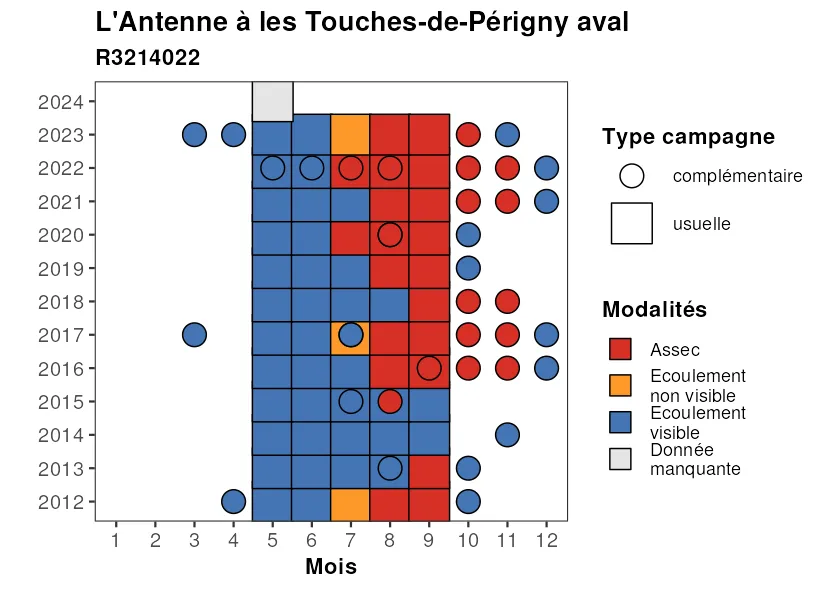 L'Antenne à les Touches-de-Périgny aval
R3214022
2024
2023
2022
2021
2020
2019
2018
2017
2016
2015
2014
2013
2012
1 2 3 4 5 6 7 8 9 10 11 12
Mois
Type campagne
complémentaire
usuelle
Modalités
Assec
Ecoulement
non visible
Ecoulement
visible
Donnée
manquante